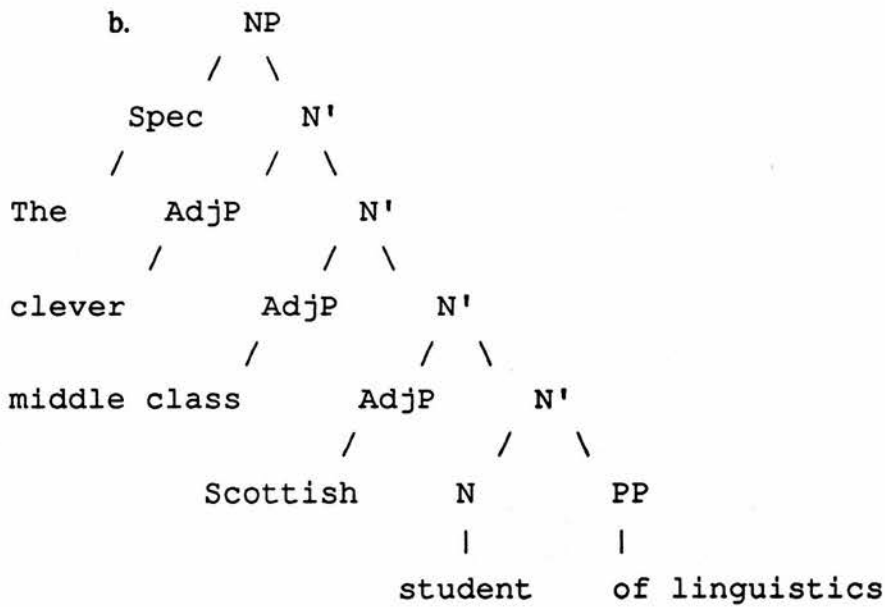 b. NP
/ \
Spec N'
/ / \
The AdjP N'
/ / \
clever AdjP N'
/ / \
middle class AdjP N'
/ / \
Scottish N PP
| |
student of linguistics